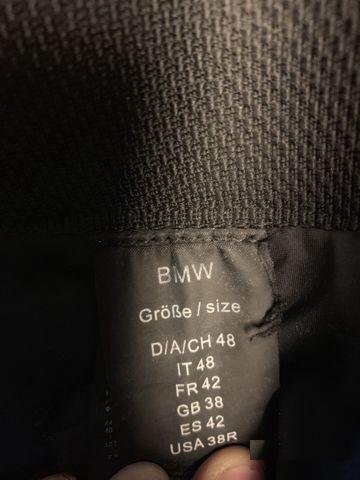 BMW
Größe / size
D/A/CH 48
IT 48
FR 42
GB 38
ES 42
USA 38R